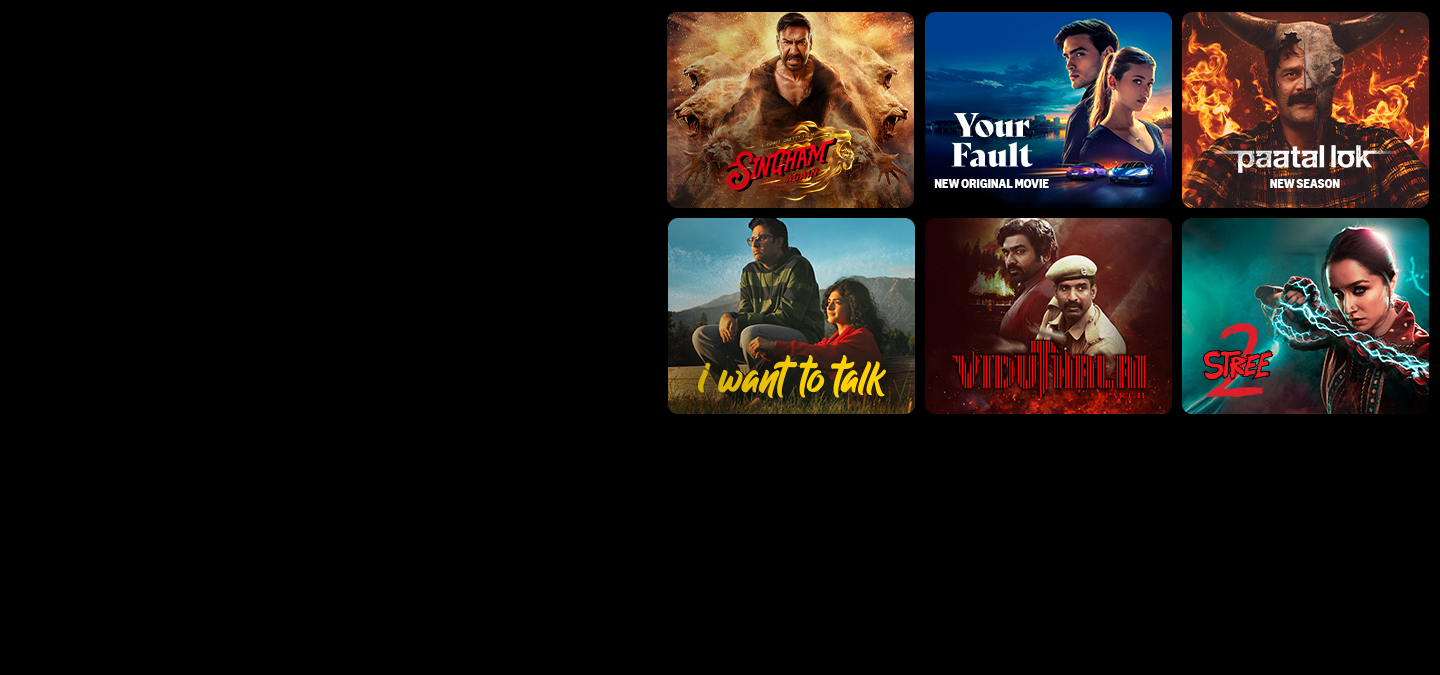 SINGHAM
AGAIN
Your
Fault
NEW ORIGINAL MOVIE
paatal lok
NEW SEASON
i want to talk
VIDUTHALAI
PART-II
STREE
2